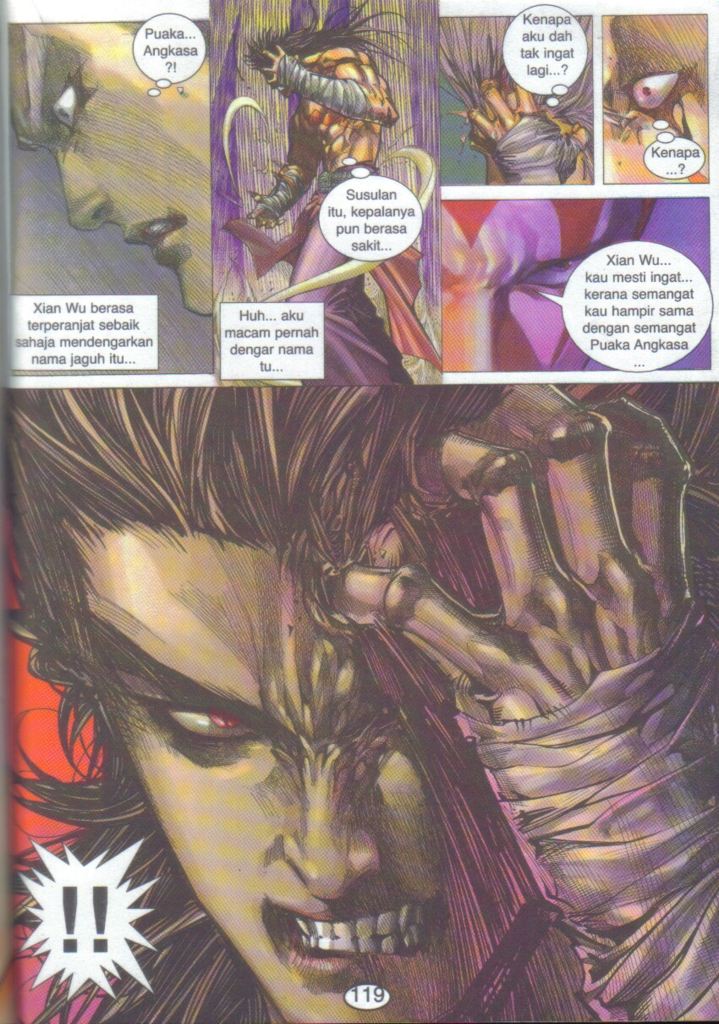 Puaka...
Angkasa
?!
Xian Wu berasa
terperanjat sebaik
sahaja mendengarkan
nama jaguh itu...
Susulan
itu, kepalanya
pun berasa
sakit...
Huh... aku
macam pernah
dengar nama
tu...
Kenapa
aku dah
tak ingat
lagi...?
Kenapa
...?
Xian Wu...
kau mesti ingat...
kerana semangat
kau hampir sama
dengan semangat
Puaka Angkasa
...
!!
119